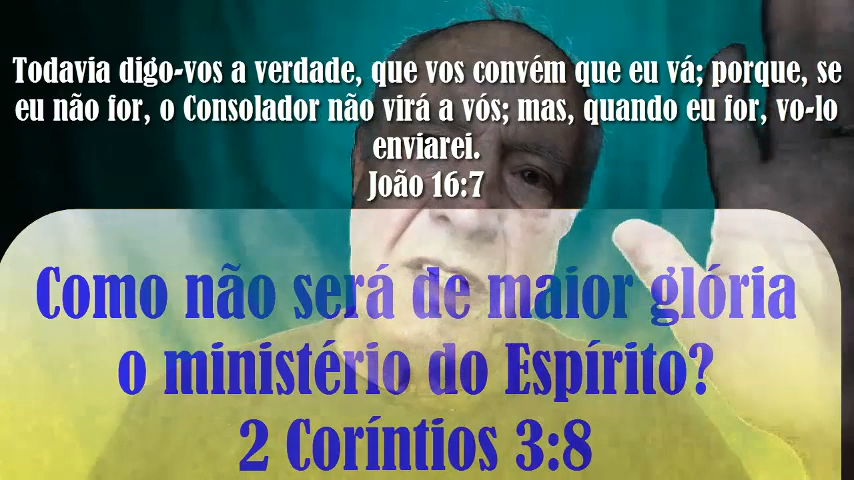 Todavia digo-vos a verdade, que vos convém que eu vá; porque, se
eu não for, o Consolador não virá a vós; mas, quando eu for, vo-lo
enviarei.
João 16:7
Como não será de maior glória
o ministério do Espírito?
2 Coríntios 3:8